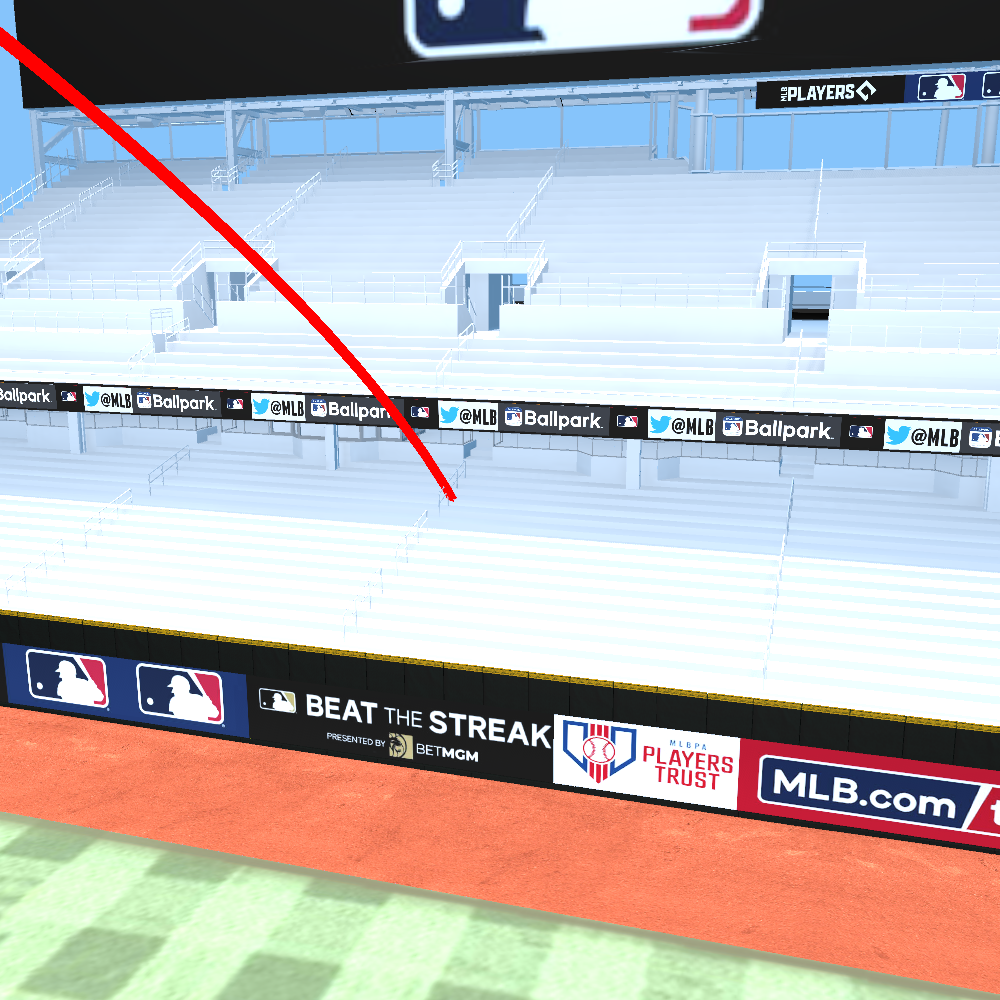 MLB PLAYERS
Ballpark @MLB Ballpark @MLB Ballpark @MLB Ballpark @MLB Ballpark @MLB
BEAT THE STREAK
PRESENTED BY BETMGM
MLBPA
PLAYERS
TRUST
MLB.com